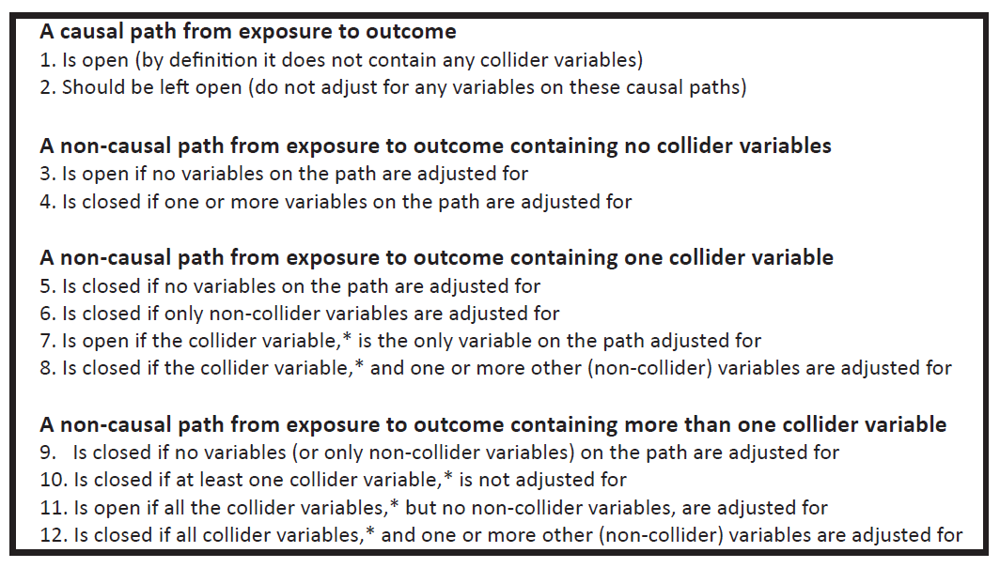 A causal path from exposure to outcome
1. Is open (by definition it does not contain any collider variables)
2. Should be left open (do not adjust for any variables on these causal paths)
A non-causal path from exposure to outcome containing no collider variables
3. Is open if no variables on the path are adjusted for
4. Is closed if one or more variables on the path are adjusted for
A non-causal path from exposure to outcome containing one collider variable
5. Is closed if no variables on the path are adjusted for
6. Is closed if only non-collider variables are adjusted for
7. Is open if the collider variable,* is the only variable on the path adjusted for
8. Is closed if the collider variable,* and one or more other (non-collider) variables are adjusted for
A non-causal path from exposure to outcome containing more than one collider variable
9. Is closed if no variables (or only non-collider variables) on the path are adjusted for
10. Is closed if at least one collider variable,* is not adjusted for
11. Is open if all the collider variables,* but no non-collider variables, are adjusted for
12. Is closed if all collider variables,* and one or more other (non-collider) variables are adjusted for